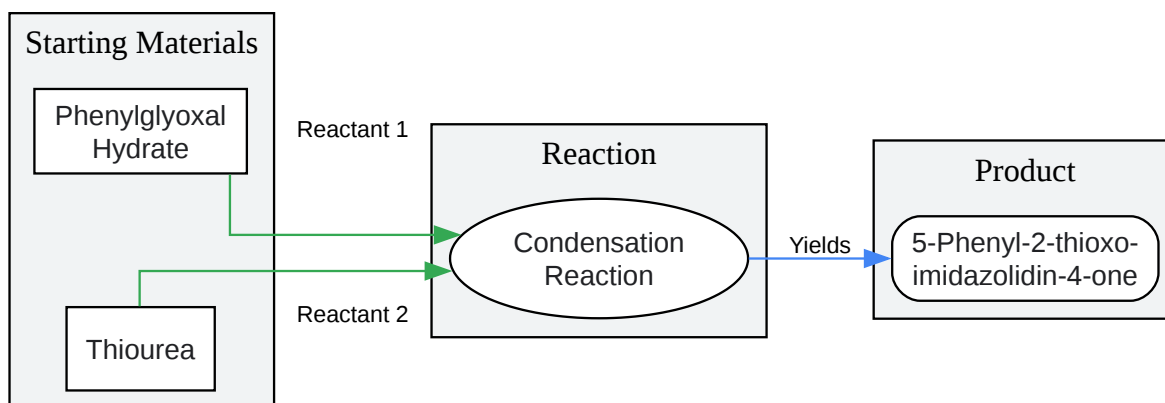 Starting Materials
Phenylglyoxal
Hydrate
Thiourea
Reactant 1
Reactant 2
Reaction
Condensation
Reaction
Yields
Product
5-Phenyl-2-thioxo-
imidazolidin-4-one